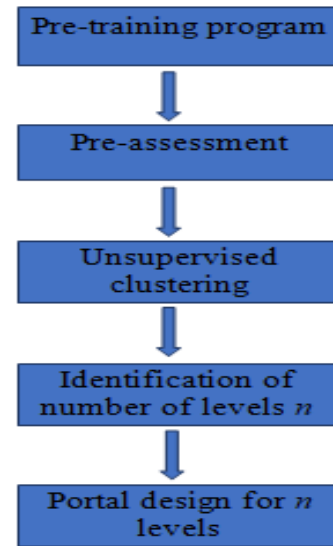 Pre-training program
Pre-assessment
Unsupervised
clustering
Identification of
number of levels n
Portal design for n
levels